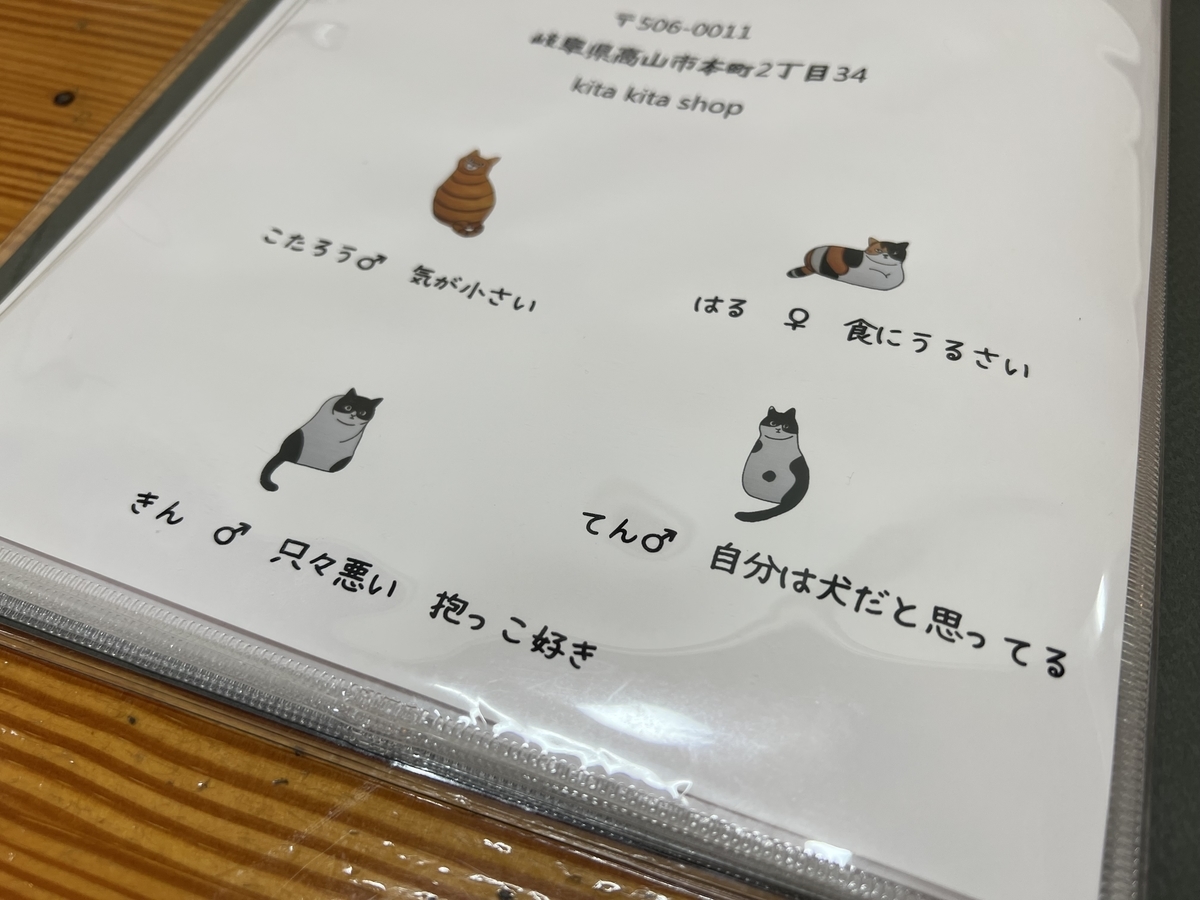 〒506-0011
岐阜県高山市本町2丁目34
kita kita shop
こたろう♂ 気が小さい
はる ♀ 食にうるさい
きん ♂ 只々悪い 抱っこ好き
てん♂ 自分は犬だと思ってる